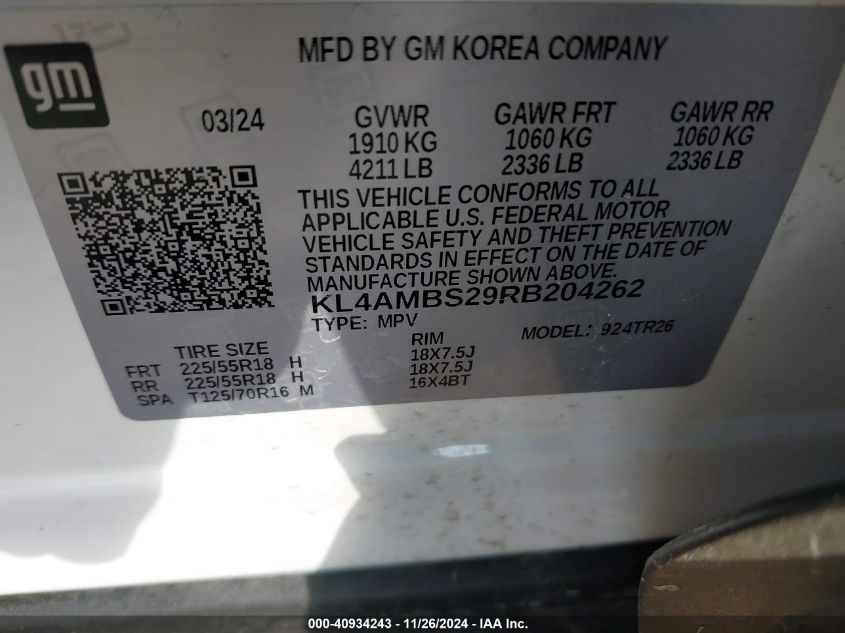 gm
MFD BY GM KOREA COMPANY
03/24 GVWR GAWR FRT GAWR RR
1910 KG 1060 KG 1060 KG
4211 LB 2336 LB 2336 LB
THIS VEHICLE CONFORMS TO ALL
APPLICABLE U.S. FEDERAL MOTOR
VEHICLE SAFETY AND THEFT PREVENTION
STANDARDS IN EFFECT ON THE DATE OF
MANUFACTURE SHOWN ABOVE.
KL4AMBS29RB204262
TYPE: MPV MODEL: 924TR26
TIRE SIZE RIM
FRT 225/55R18 H 18X7.5J
RR 225/55R18 H 18X7.5J
SPA T125/70R16 M 16X4BT
000-40934243 - 11/26/2024 - IAA Inc.